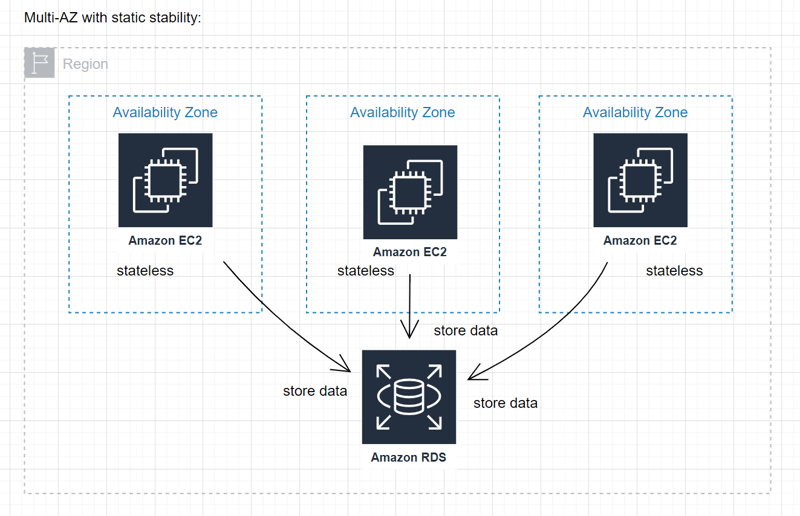 Multi-AZ with static stability:
Region
Availability Zone
Availability Zone
Availability Zone
Amazon EC2
Amazon EC2
Amazon EC2
stateless
stateless
stateless
store data
store data
store data
Amazon RDS